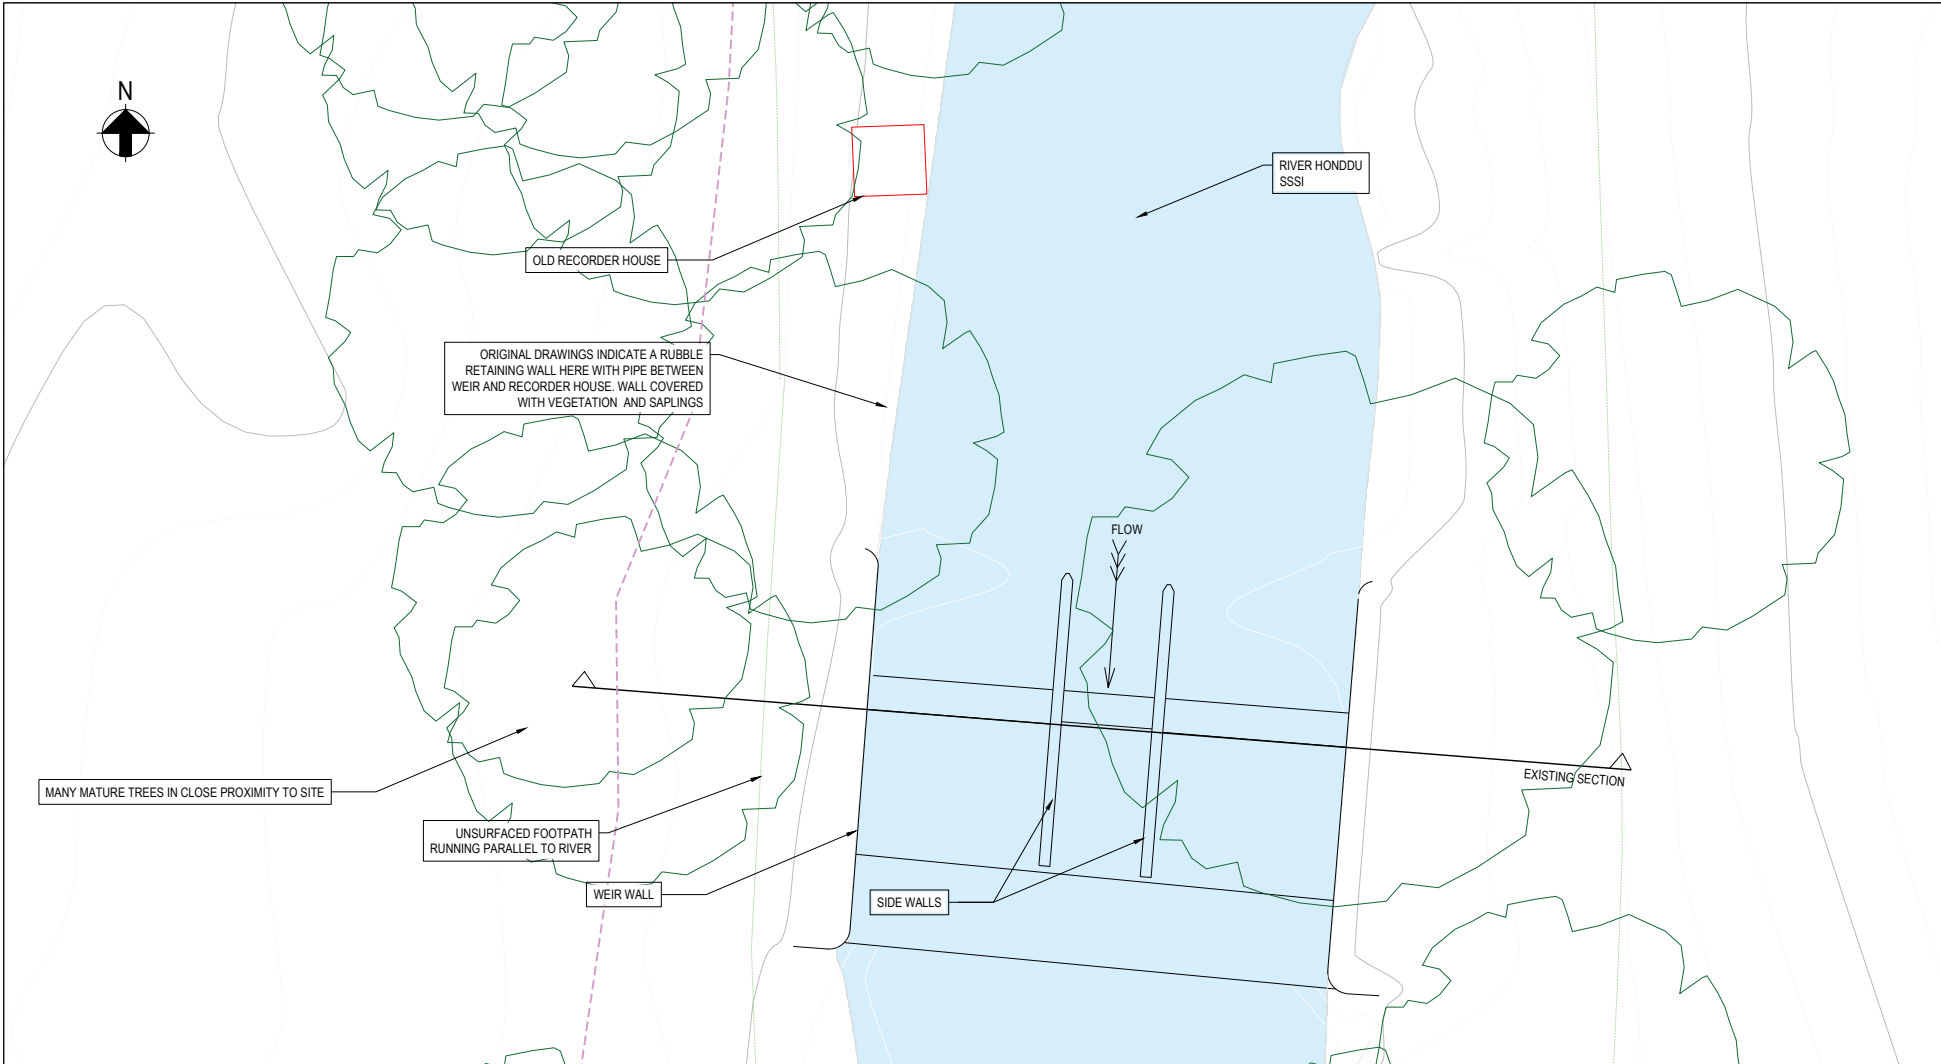 N
RIVER HONDDU
SSSI
OLD RECORDER HOUSE
ORIGINAL DRAWINGS INDICATE A RUBBLE
RETAINING WALL HERE WITH PIPE BETWEEN
WEIR AND RECORDER HOUSE. WALL COVERED
WITH VEGETATION AND SAPLINGS
FLOW
EXISTING SECTION
MANY MATURE TREES IN CLOSE PROXIMITY TO SITE
UNSURFACED FOOTPATH
RUNNING PARALLEL TO RIVER
WEIR WALL
SIDE WALLS